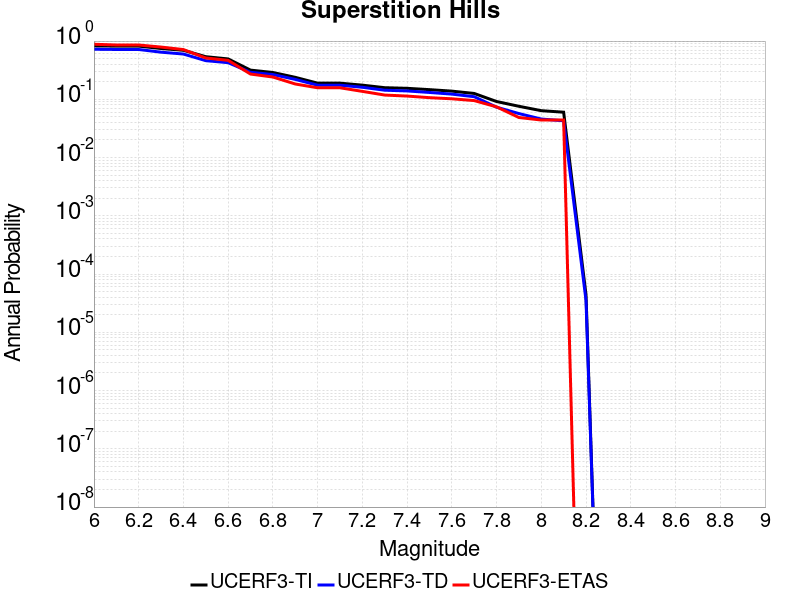 Superstition Hills
Annual Probability
10^0
10^-1
10^-2
10^-3
10^-4
10^-5
10^-6
10^-7
10^-8
6 6.2 6.4 6.6 6.8 7 7.2 7.4 7.6 7.8 8 8.2 8.4 8.6 8.8 9
Magnitude
UCERF3-TI UCERF3-TD UCERF3-ETAS